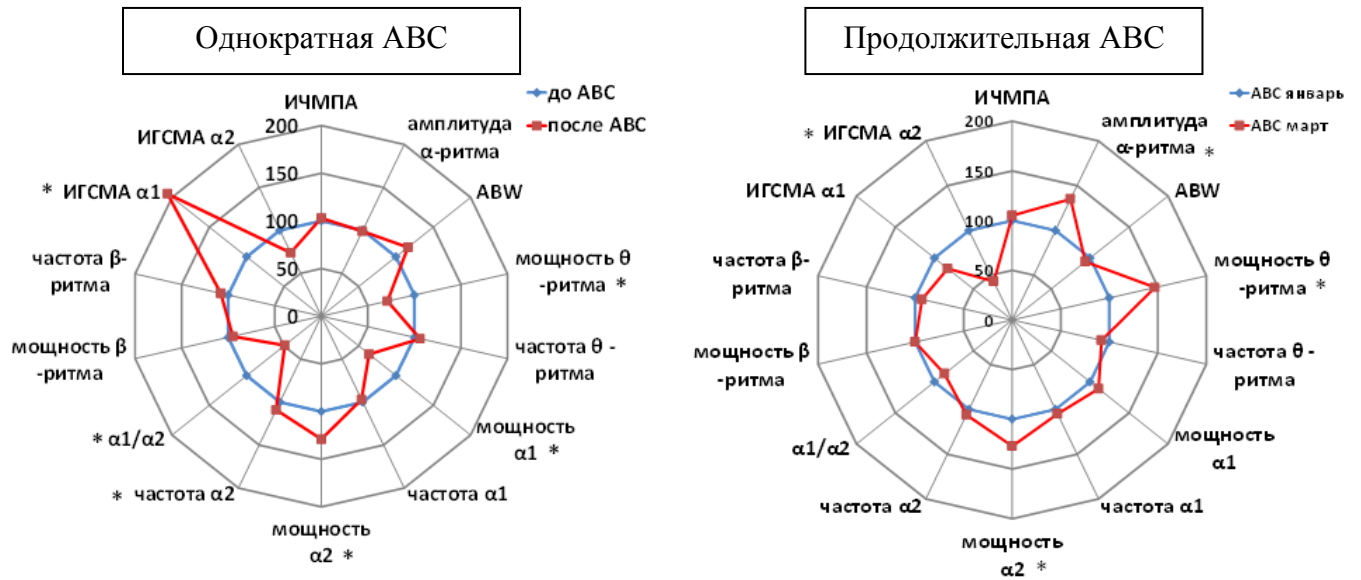 Однократная АВС
до АВС
после АВС
ИЧМПА
амплитуда
α-ритма
ABW
мощность θ
-ритма *
частота θ -
ритма
мощность
α1 *
частота α1
мощность
α2 *
* частота α2
* α1/α2
мощность β
-ритма
частота β-
ритма
* ИГСМА α1
ИГСМА α2
200
150
100
50
0
Продолжительная АВС
АВС январь
АВС март
ИЧМПА
амплитуда
α-ритма *
ABW
мощность θ
-ритма *
частота θ -
ритма
мощность
α1
частота α1
мощность
α2 *
частота α2
α1/α2
мощность β
-ритма
частота β-
ритма
ИГСМА α1
* ИГСМА α2
200
150
100
50
0